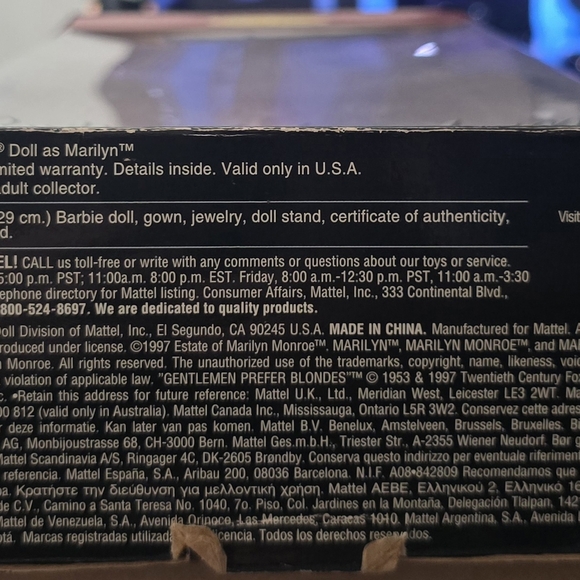 ® Doll as Marilyn™
mited warranty. Details inside. Valid only in U.S.A.
adult collector.
29 cm.) Barbie doll, gown, jewelry, doll stand, certificate of authenticity,
d.
Visit
EL! CALL us toll-free or write with any comments or questions about our toys or service.
5:00 p.m. PST; 11:00a.m. 8:00 p.m. EST. Friday, 8:00 a.m.-12:30 p.m. PST, 11:00 a.m.-3:30
ephone directory for Mattel listing. Consumer Affairs, Mattel, Inc., 333 Continental Blvd.,
800-524-8697. We are dedicated to quality products.
Doll Division of Mattel, Inc., El Segundo, CA 90245 U.S.A. MADE IN CHINA. Manufactured for Mattel. A
roduced under license. ©1997 Estate of Marilyn Monroe™. MARILYN™, MARILYN MONROE™, and MA
n Monroe. All rights reserved. The unauthorized use of the trademarks, copyright, name, likeness, voic
violation of applicable law. "GENTLEMEN PREFER BLONDES"™ © 1953 & 1997 Twentieth Century Fo
c. •Retain this address for future reference: Mattel U.K., Ltd., Meridian West, Leicester LE3 2WT. Ma
00 812 (valid only in Australia). Mattel Canada Inc., Mississauga, Ontario L5R 3W2. Conservez cette adres
r deze informatie. Kan later van pas komen. Mattel B.V. Benelux, Amstelveen, Brussels, Bruxelles. B
AG, Monbijoustrasse 68, CH-3000 Bern. Mattel Ges.m.b.H., Triester Str., A-2355 Wiener Neudorf. Bør g
Mattel Scandinavia A/S, Ringager 4C, DK-2605 Brøndby. Conserva questo indirizzo per eventuale riferiment
referencia. Mattel España, S.A., Aribau 200, 08036 Barcelona. N.I.F. A08•842809 Recomendamos que
pa. Κρατήστε την διεύθυνση για μελλοντική χρήση. Mattel AEBE, Ελληνικού 2, Ελληνικό 16
de C.V., Camino a Santa Teresa No. 1040, 7o. Piso, Col. Jardines en la Montaña, Delegación Tlalpan, 142
Mattel de Venezuela, S.A., Avenida Orinoco, Las Mercedes, Caracas 1010. Mattel Argentina, S.A., Avenida
otá. Marcas registradas utilizada licencia. Todos los derechos reservados.